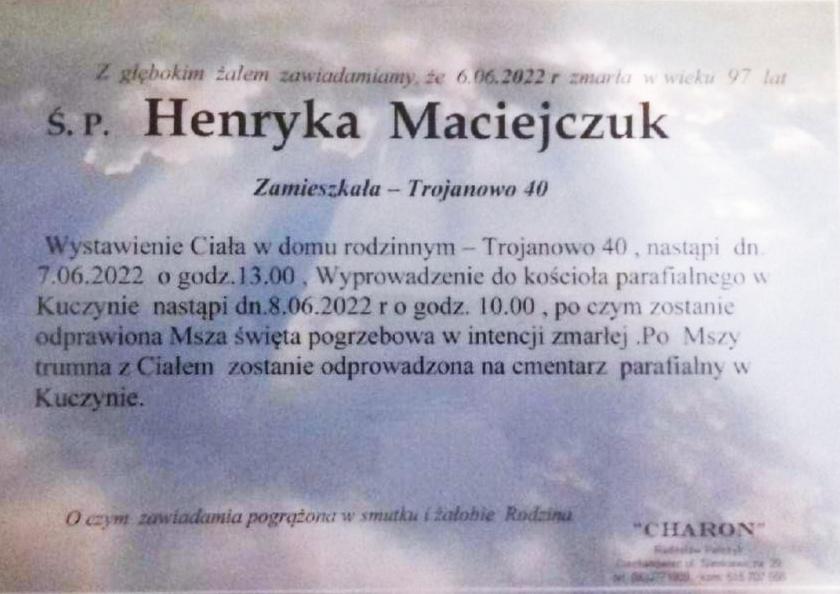 Z głębokim żalem zawiadamiamy, że 6.06.2022 r zmarła w wieku 97 lat
Ś. P. Henryka Maciejczuk
Zamieszkała – Trojanowo 40
Wystawienie Ciała w domu rodzinnym – Trojanowo 40 , nastąpi dn.
7.06.2022 o godz.13.00 , Wyprowadzenie do kościoła parafialnego w
Kuczynie nastąpi dn.8.06.2022 r o godz. 10.00 , po czym zostanie
odprawiona Msza święta pogrzebowa w intencji zmarłej .Po Mszy
trumna z Ciałem zostanie odprowadzona na cmentarz parafialny w
Kuczynie.
O czym zawiadamia pogrążona w smutku i żałobie Rodzina
"CHARON"